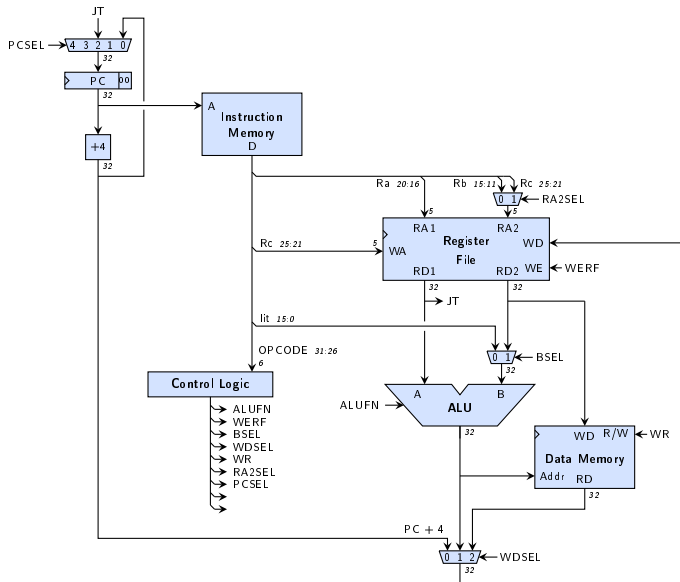 JT
PCSEL
4 3 2 1 0
32
PC 00
32
A
Instruction
Memory
D
+4
32
Ra 20:16
Rb 15:11
Rc 25:21
0 1
RA2SEL
5
5
RA1
RA2
Register
File
WD
Rc 25:21
5
WA
RD1
RD2
WE
WERF
32
32
JT
lit 15:0
OPCODE 31:26
6
0 1
BSEL
32
Control Logic
A
B
ALU
ALUFN
32
ALUFN
WERF
BSEL
WDSEL
WR
RA2SEL
PCSEL
WD
R/W
WR
Data Memory
Addr
RD
32
PC + 4
0 1 2
WDSEL
32